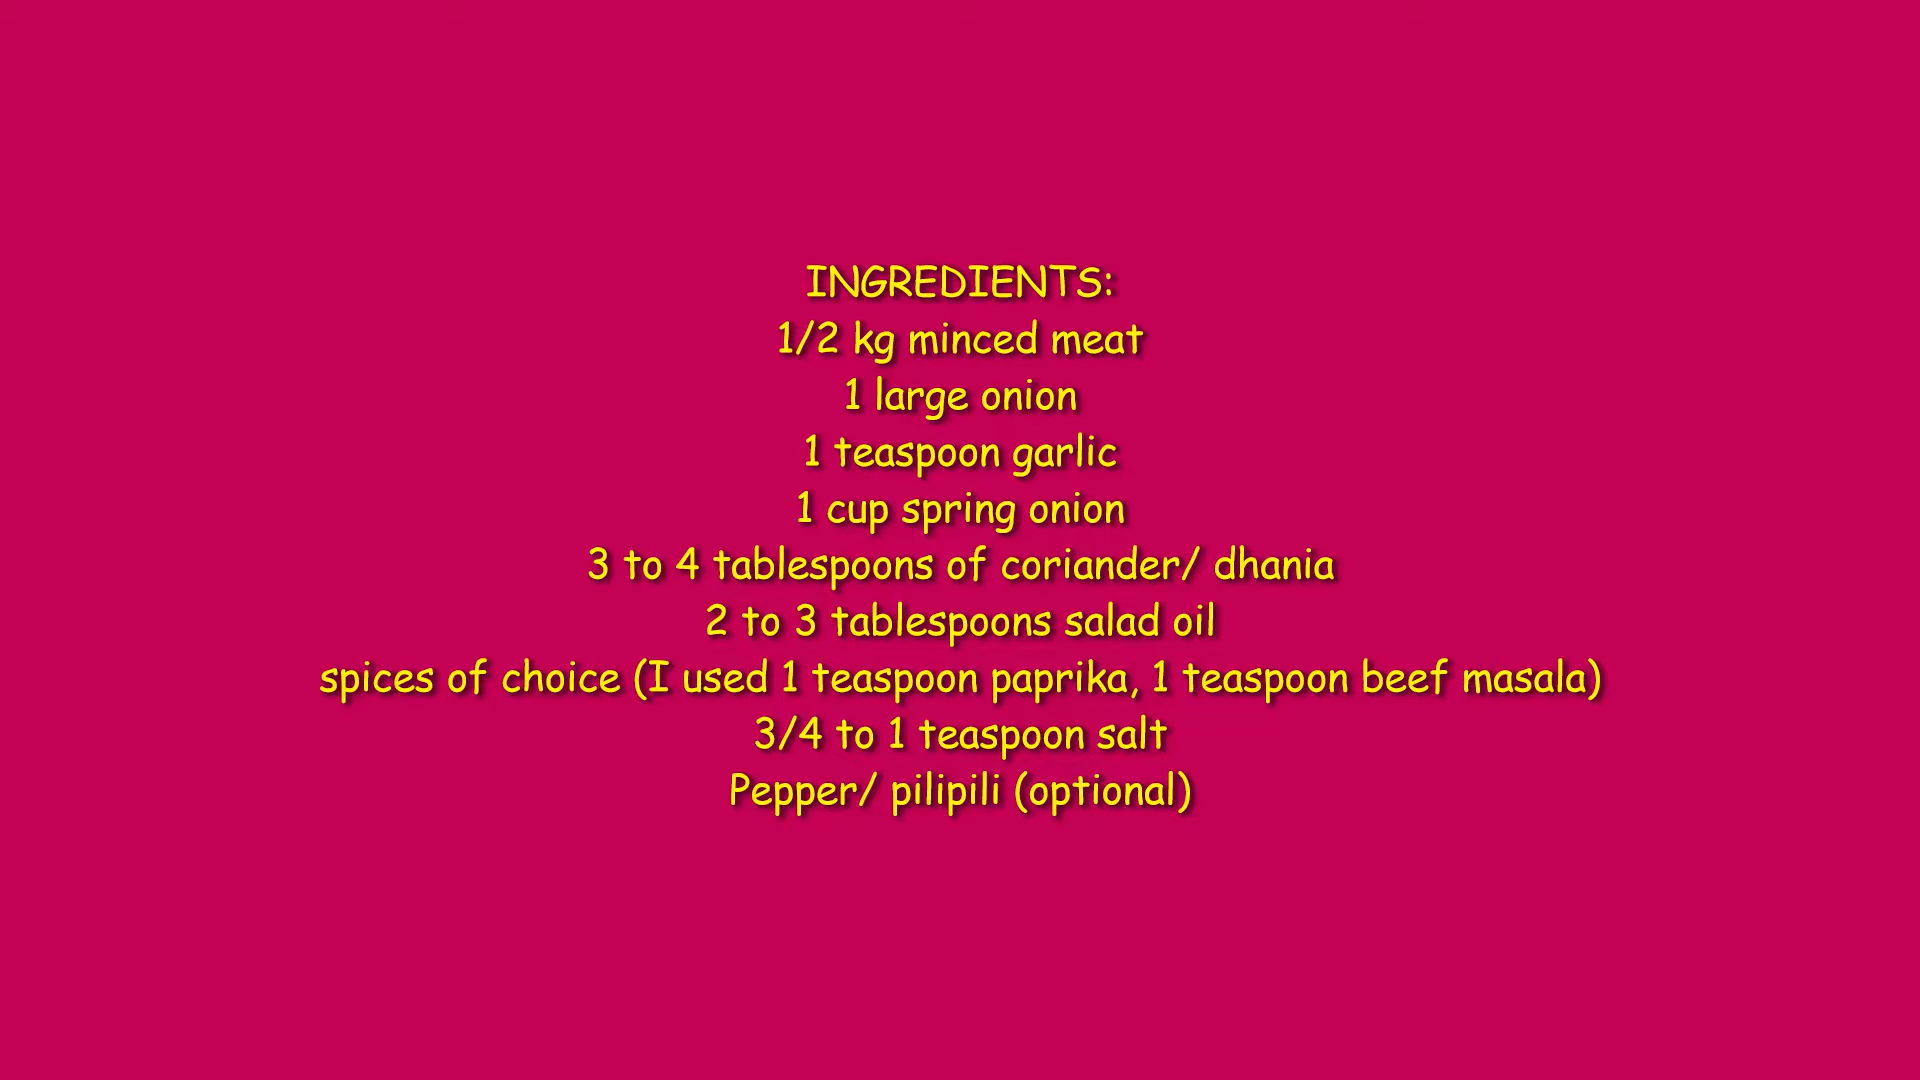 INGREDIENTS:
1/2 kg minced meat
1 large onion
1 teaspoon garlic
1 cup spring onion
3 to 4 tablespoons of coriander/ dhania
2 to 3 tablespoons salad oil
spices of choice (I used 1 teaspoon paprika, 1 teaspoon beef masala)
3/4 to 1 teaspoon salt
Pepper/ pilipili (optional)